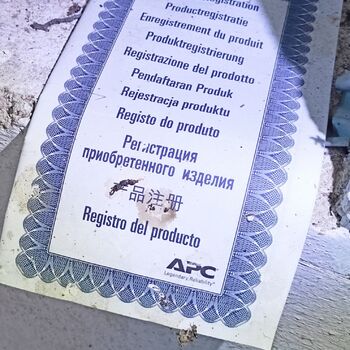 Registration
Productregistratie
Enregistrement du produit
Produktregistrierung
Registrazione del prodotto
Pendaftaran Produk
Rejestracja produktu
Registo do produto
Регистрация
приобретенного изделия
品注册
Registro del producto
APC
Legendary Reliability®